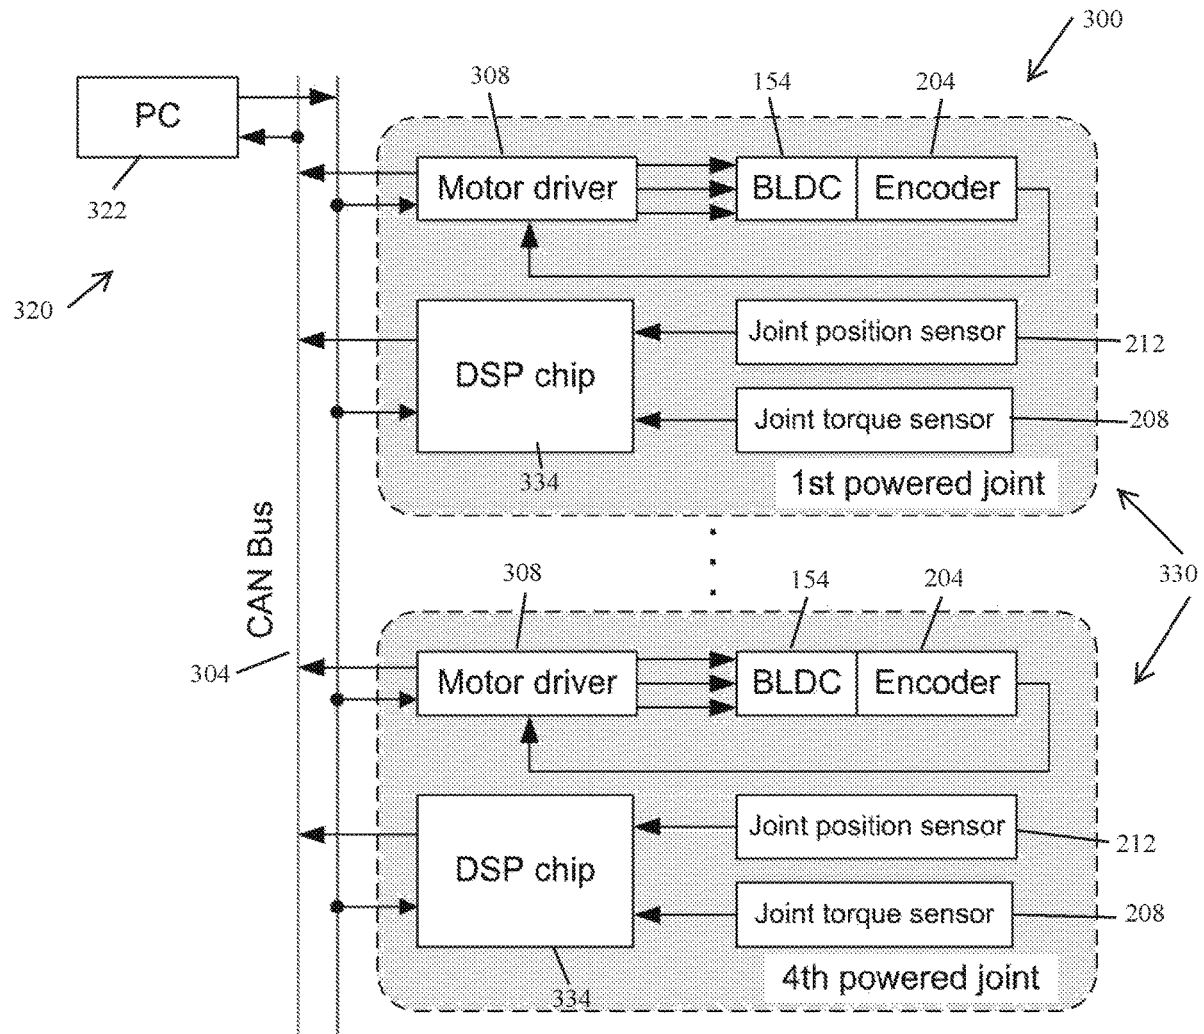 300
308
154
204
PC
322
Motor driver
BLDC
Encoder
320
DSP chip
Joint position sensor
212
Joint torque sensor
208
334
1st powered joint
CAN Bus
304
330
308
154
204
Motor driver
BLDC
Encoder
DSP chip
Joint position sensor
212
Joint torque sensor
208
334
4th powered joint